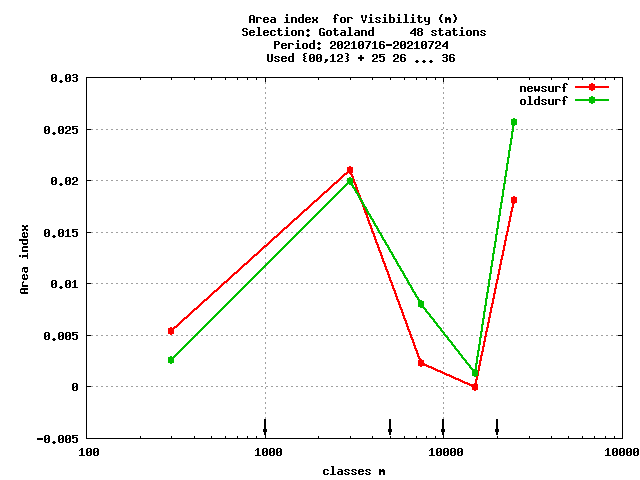 Area index  for Visibility (m)
Selection: Gotaland     48 stations
Period: 20210716-20210724
Used {00,12} + 25 26 ... 36
newsurf
oldsurf
0.03
0.025
0.02
0.015
0.01
0.005
0
-0.005
Area index
100 1000 10000 10000
classes m